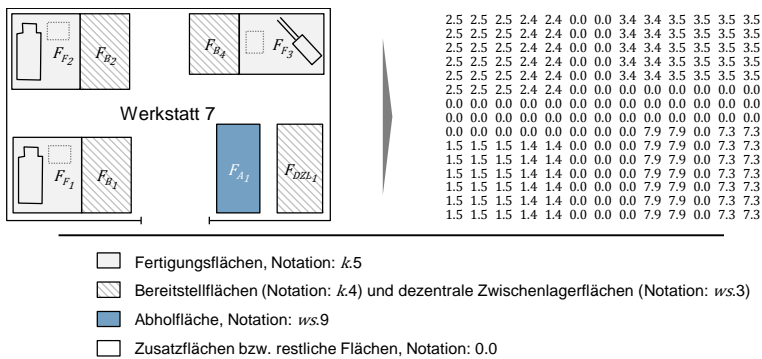 F_F2 F_B2 F_B4 F_F3
Werkstatt 7
F_F1 F_B1 F_A1 F_DZL1
2.5 2.5 2.5 2.4 2.4 0.0 0.0 3.4 3.4 3.5 3.5 3.5 3.5
2.5 2.5 2.5 2.4 2.4 0.0 0.0 3.4 3.4 3.5 3.5 3.5 3.5
2.5 2.5 2.5 2.4 2.4 0.0 0.0 3.4 3.4 3.5 3.5 3.5 3.5
2.5 2.5 2.5 2.4 2.4 0.0 0.0 3.4 3.4 3.5 3.5 3.5 3.5
2.5 2.5 2.5 2.4 2.4 0.0 0.0 3.4 3.4 3.5 3.5 3.5 3.5
2.5 2.5 2.5 2.4 2.4 0.0 0.0 0.0 0.0 0.0 0.0 0.0 0.0
0.0 0.0 0.0 0.0 0.0 0.0 0.0 0.0 0.0 0.0 0.0 0.0 0.0
0.0 0.0 0.0 0.0 0.0 0.0 0.0 0.0 0.0 0.0 0.0 0.0 0.0
0.0 0.0 0.0 0.0 0.0 0.0 0.0 0.0 7.9 7.9 0.0 7.3 7.3
1.5 1.5 1.5 1.4 1.4 0.0 0.0 0.0 7.9 7.9 0.0 7.3 7.3
1.5 1.5 1.5 1.4 1.4 0.0 0.0 0.0 7.9 7.9 0.0 7.3 7.3
1.5 1.5 1.5 1.4 1.4 0.0 0.0 0.0 7.9 7.9 0.0 7.3 7.3
1.5 1.5 1.5 1.4 1.4 0.0 0.0 0.0 7.9 7.9 0.0 7.3 7.3
1.5 1.5 1.5 1.4 1.4 0.0 0.0 0.0 7.9 7.9 0.0 7.3 7.3
1.5 1.5 1.5 1.4 1.4 0.0 0.0 0.0 7.9 7.9 0.0 7.3 7.3
Fertigungsflächen, Notation: k.5
Bereitstellflächen (Notation: k.4) und dezentrale Zwischenlagerflächen (Notation: ws.3)
Abholfläche, Notation: ws.9
Zusatzflächen bzw. restliche Flächen, Notation: 0.0